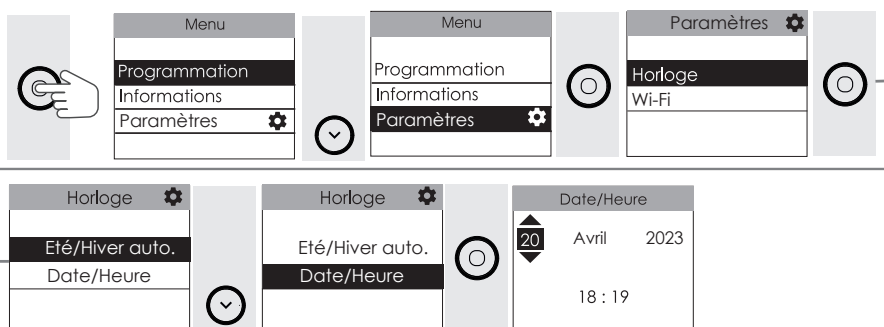 Menu
Programmation
Informations
Paramètres
Menu
Programmation
Informations
Paramètres
Paramètres
Horloge
Wi-Fi
Horloge
Eté/Hiver auto.
Date/Heure
Horloge
Eté/Hiver auto.
Date/Heure
Date/Heure
20 Avril 2023
18 : 19